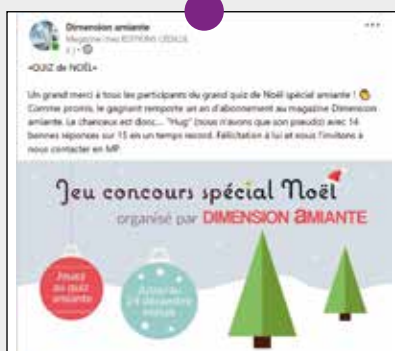 Dimension amiante
Magazine chez EDITIONS CÉDILLE
•QUIZ de NOËL•
Un grand merci à tous les participants du grand quiz de Noël spécial amiante !
Comme promis, le gagnant remporte un an d'abonnement au magazine Dimension
amiante. Le chanceux est donc... "Hug" (nous n'avons que son pseudo) avec 14
bonnes réponses sur 15 en un temps record. Félicitation à lui et nous l'invitons à
nous contacter en MP
Jeu concours spécial Noël
organisé par DIMENSION amiante
Jouez
au quiz
amiante
Jusqu'au
24 décembre
minuit